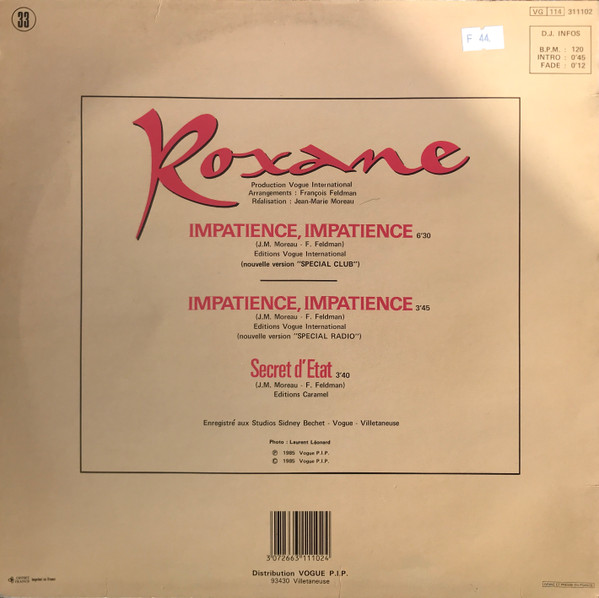 33
VG 114 311102
F 44
D.J. INFOS
B.P.M. : 120
INTRO : 0'45
FADE : 0'12
Roxane
Production Vogue International
Arrangements : François Feldman
Réalisation : Jean-Marie Moreau
IMPATIENCE, IMPATIENCE 6'30
(J.M. Moreau - F. Feldman)
Editions Vogue International
(nouvelle version "SPECIAL CLUB")
IMPATIENCE, IMPATIENCE 3'45
(J.M. Moreau - F. Feldman)
Editions Vogue International
(nouvelle version "SPECIAL RADIO")
Secret d'Etat 3'40
(J.M. Moreau - F. Feldman)
Editions Caramel
Enregistré aux Studios Sidney Bechet - Vogue - Villetaneuse
Photo : Laurent Léonard
℗ 1985 Vogue P.I.P.
© 1985 Vogue P.I.P.
3 072663 111024
Distribution VOGUE P.I.P.
93430 Villetaneuse